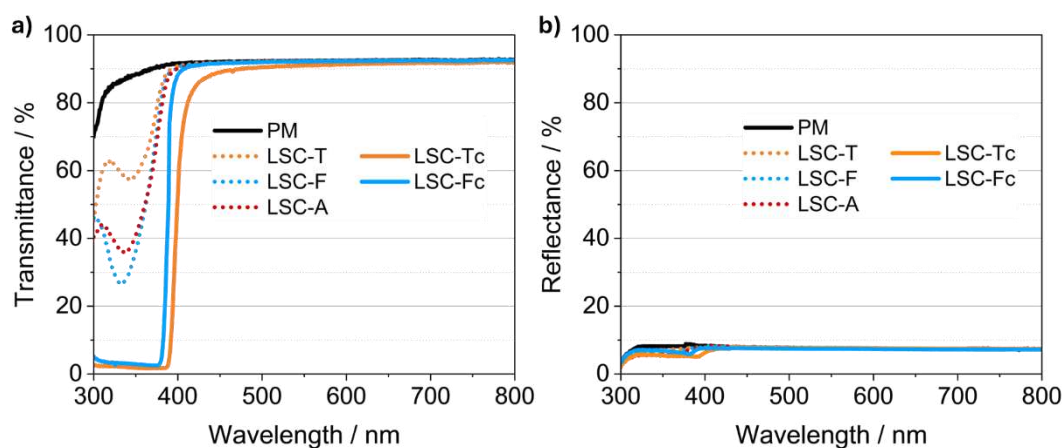 a)
Transmittance / %
100
80
60
40
20
0
PM
LSC-T
LSC-Tc
LSC-F
LSC-Fc
LSC-A
300 400 500 600 700 800
Wavelength / nm
b)
Reflectance / %
100
80
60
40
20
0
PM
LSC-T
LSC-Tc
LSC-F
LSC-Fc
LSC-A
300 400 500 600 700 800
Wavelength / nm